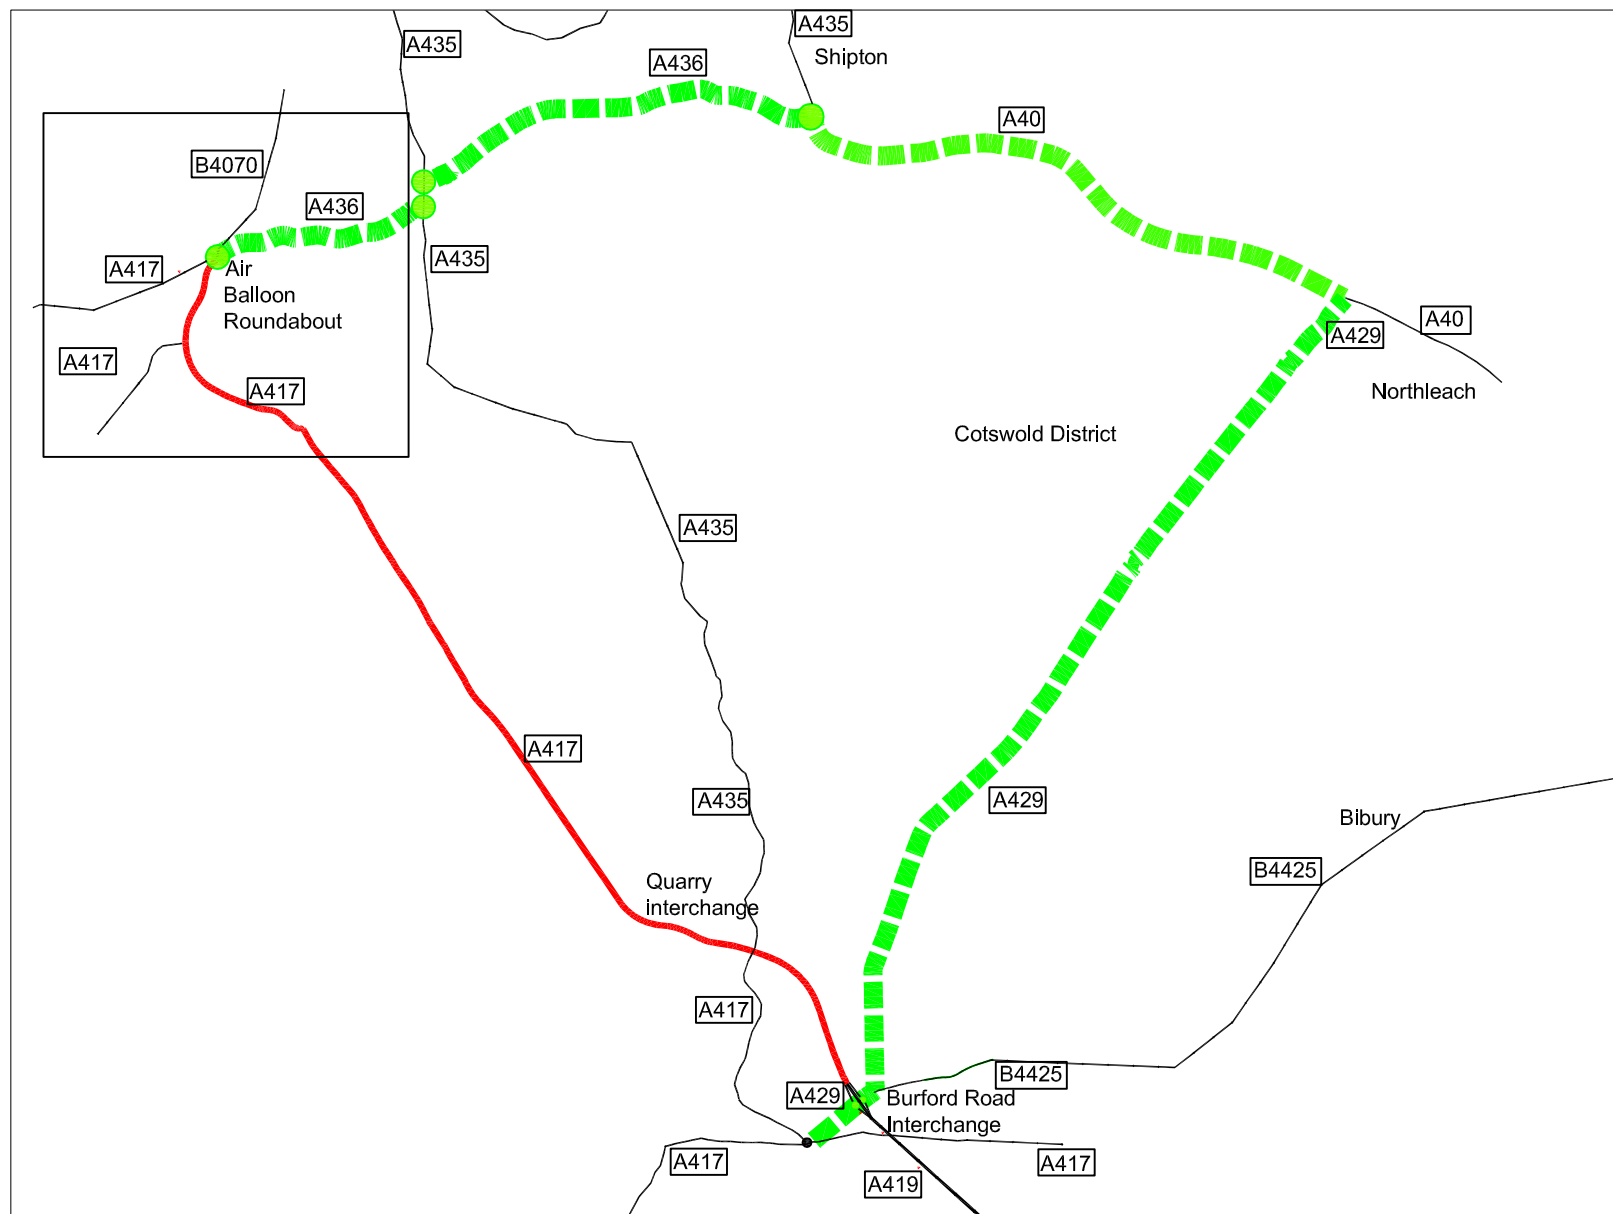 A435
A435
Shipton
A436
A40
B4070
A436
A417
A435
Air
Balloon
Roundabout
A40
A429
A417
A417
Northleach
Cotswold District
A435
A417
A435
A429
Bibury
B4425
Quarry
interchange
A417
B4425
A429
Burford Road
Interchange
A417
A417
A419